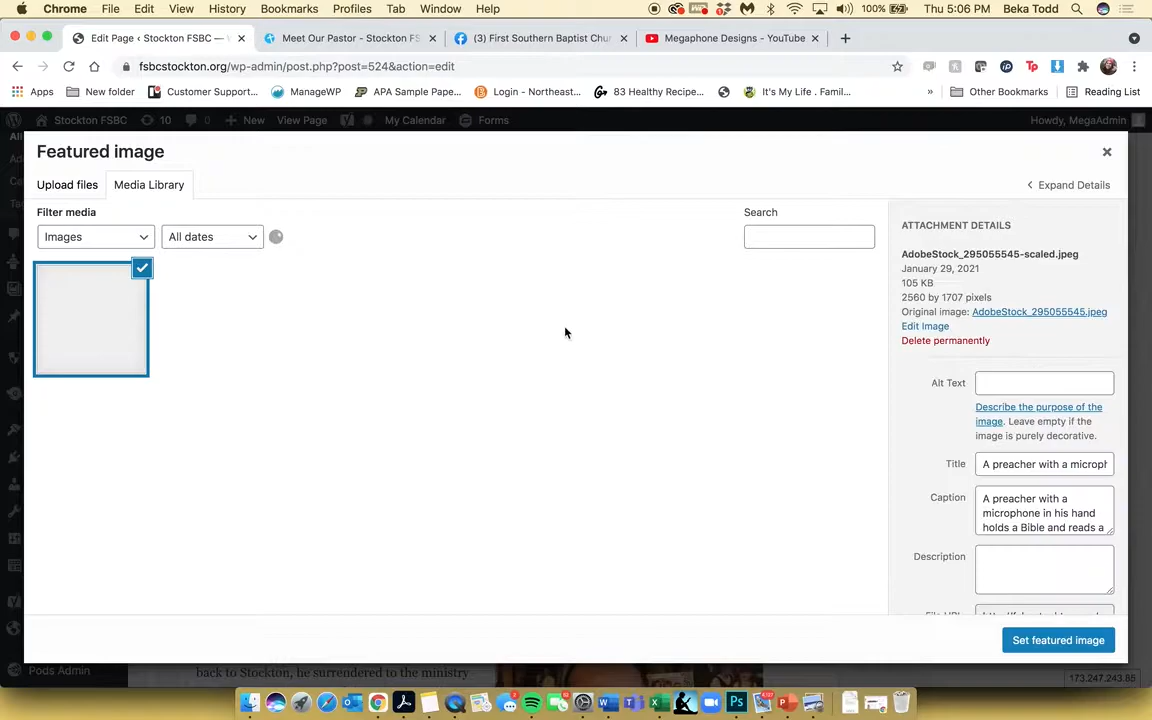 Chrome File Edit View History Bookmarks Profiles Tab Window Help 100% Thu 5:06 PM Beka Todd
Edit Page ‹ Stockton FSBC — Meet Our Pastor - Stockton FS (3) First Southern Baptist Chu Megaphone Designs - YouTube
fsbcstockton.org/wp-admin/post.php?post=524&action=edit
Apps New folder Customer Support... ManageWP APA Sample Pape... Login - Northeast... 83 Healthy Recipe... It's My Life . Famil... » Other Bookmarks Reading List
Stockton FSBC 10 0 New View Page My Calendar Forms Howdy, MegaAdmin
Featured image
Upload files Media Library Expand Details
Filter media Search
Images All dates
ATTACHMENT DETAILS
AdobeStock_295055545-scaled.jpeg
January 29, 2021
105 KB
2560 by 1707 pixels
Original image: AdobeStock_295055545.jpeg
Edit Image
Delete permanently
Alt Text
Describe the purpose of the
image. Leave empty if the
image is purely decorative.
Title A preacher with a microph
Caption A preacher with a
microphone in his hand
holds a Bible and reads a
Description
Set featured image
Pods Admin back to Stockton, he surrendered to the ministry 173.247.243.85